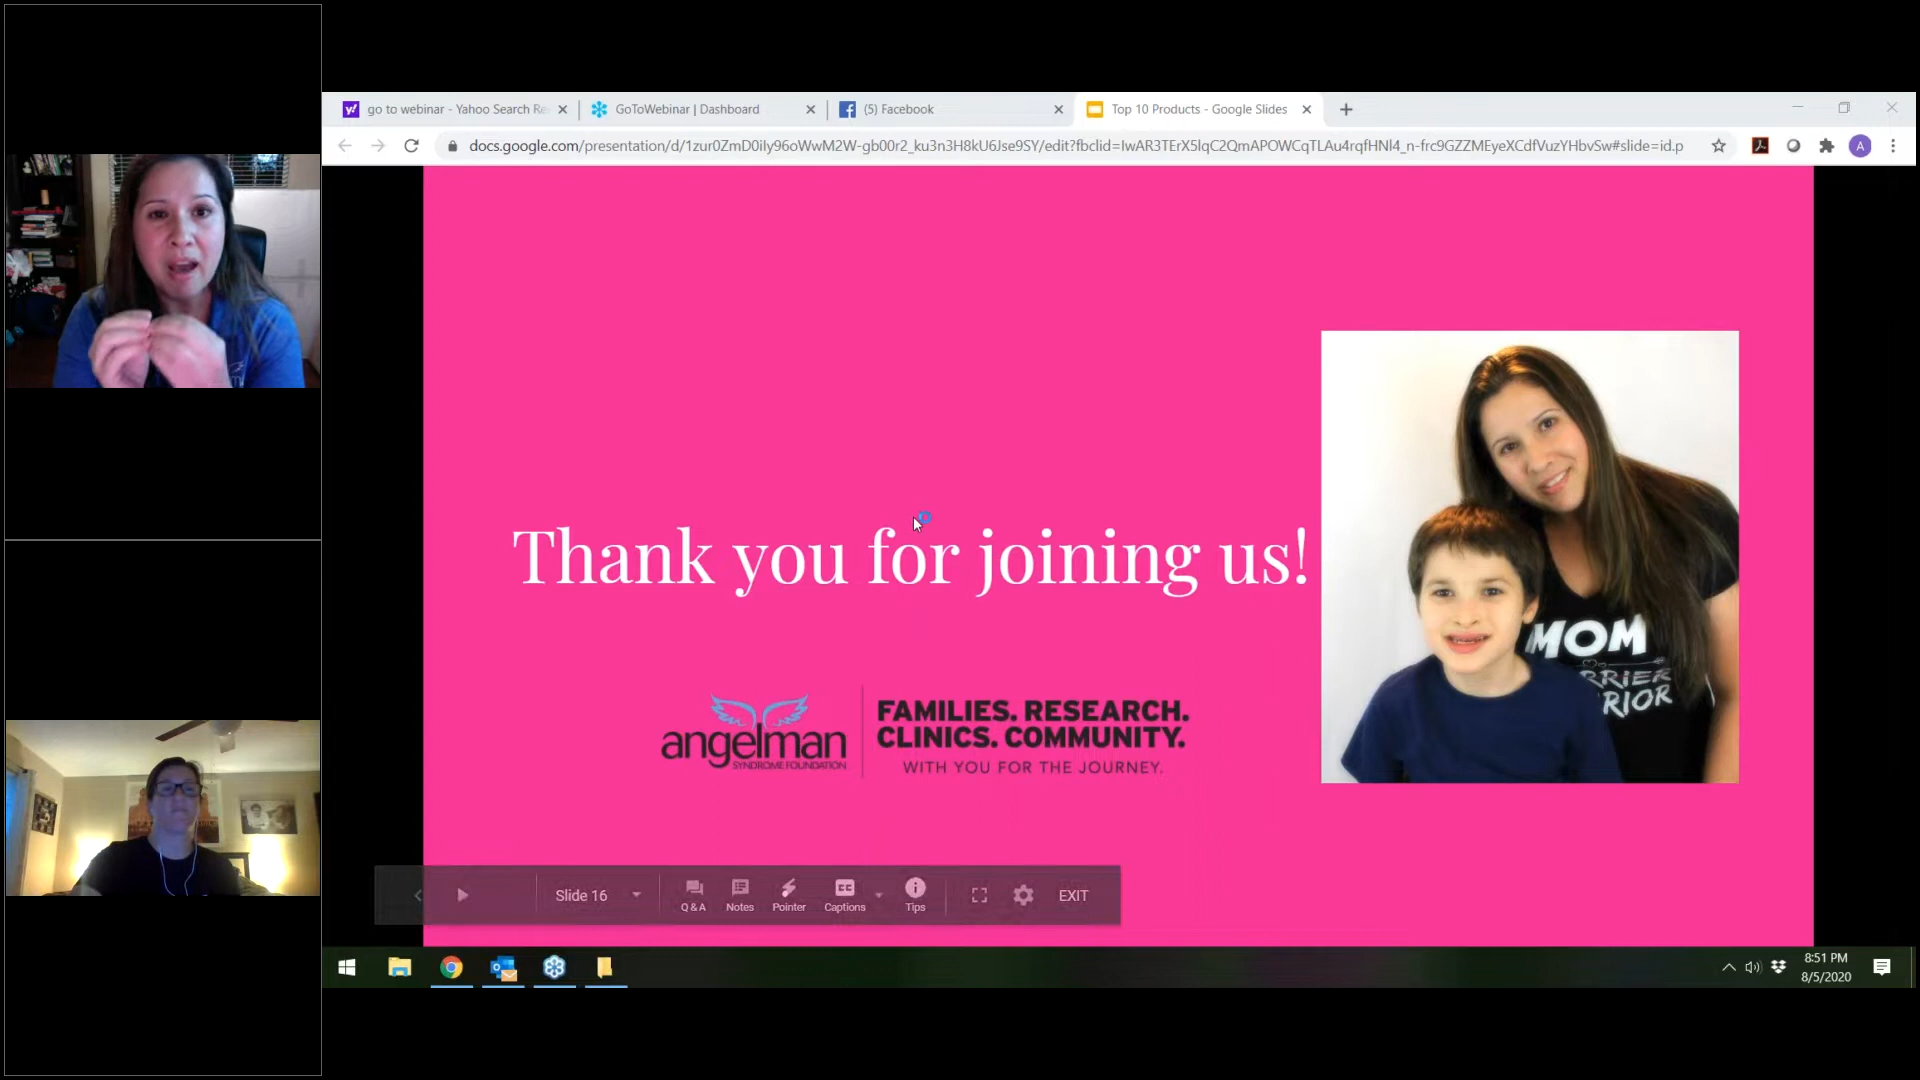 go to webinar - Yahoo Search Re
GoToWebinar | Dashboard
(5) Facebook
Top 10 Products - Google Slides
docs.google.com/presentation/d/1zur0ZmD0ily96oWwM2W-gb00r2_ku3n3H8kU6Jse9SY/edit?fbclid=IwAR3TErX5lqC2QmAPOWCqTLAu4rqfHNl4_n-frc9GZZMEyeXCdfVuzYHbvSw#slide=id.p
A
Thank you for joining us!
MOM
RRIER
RIOR
angelman
SYNDROME FOUNDATION
FAMILIES. RESEARCH.
CLINICS. COMMUNITY.
WITH YOU FOR THE JOURNEY.
Slide 16
Q & A
Notes
Pointer
CC
Captions
Tips
EXIT
8:51 PM
8/5/2020